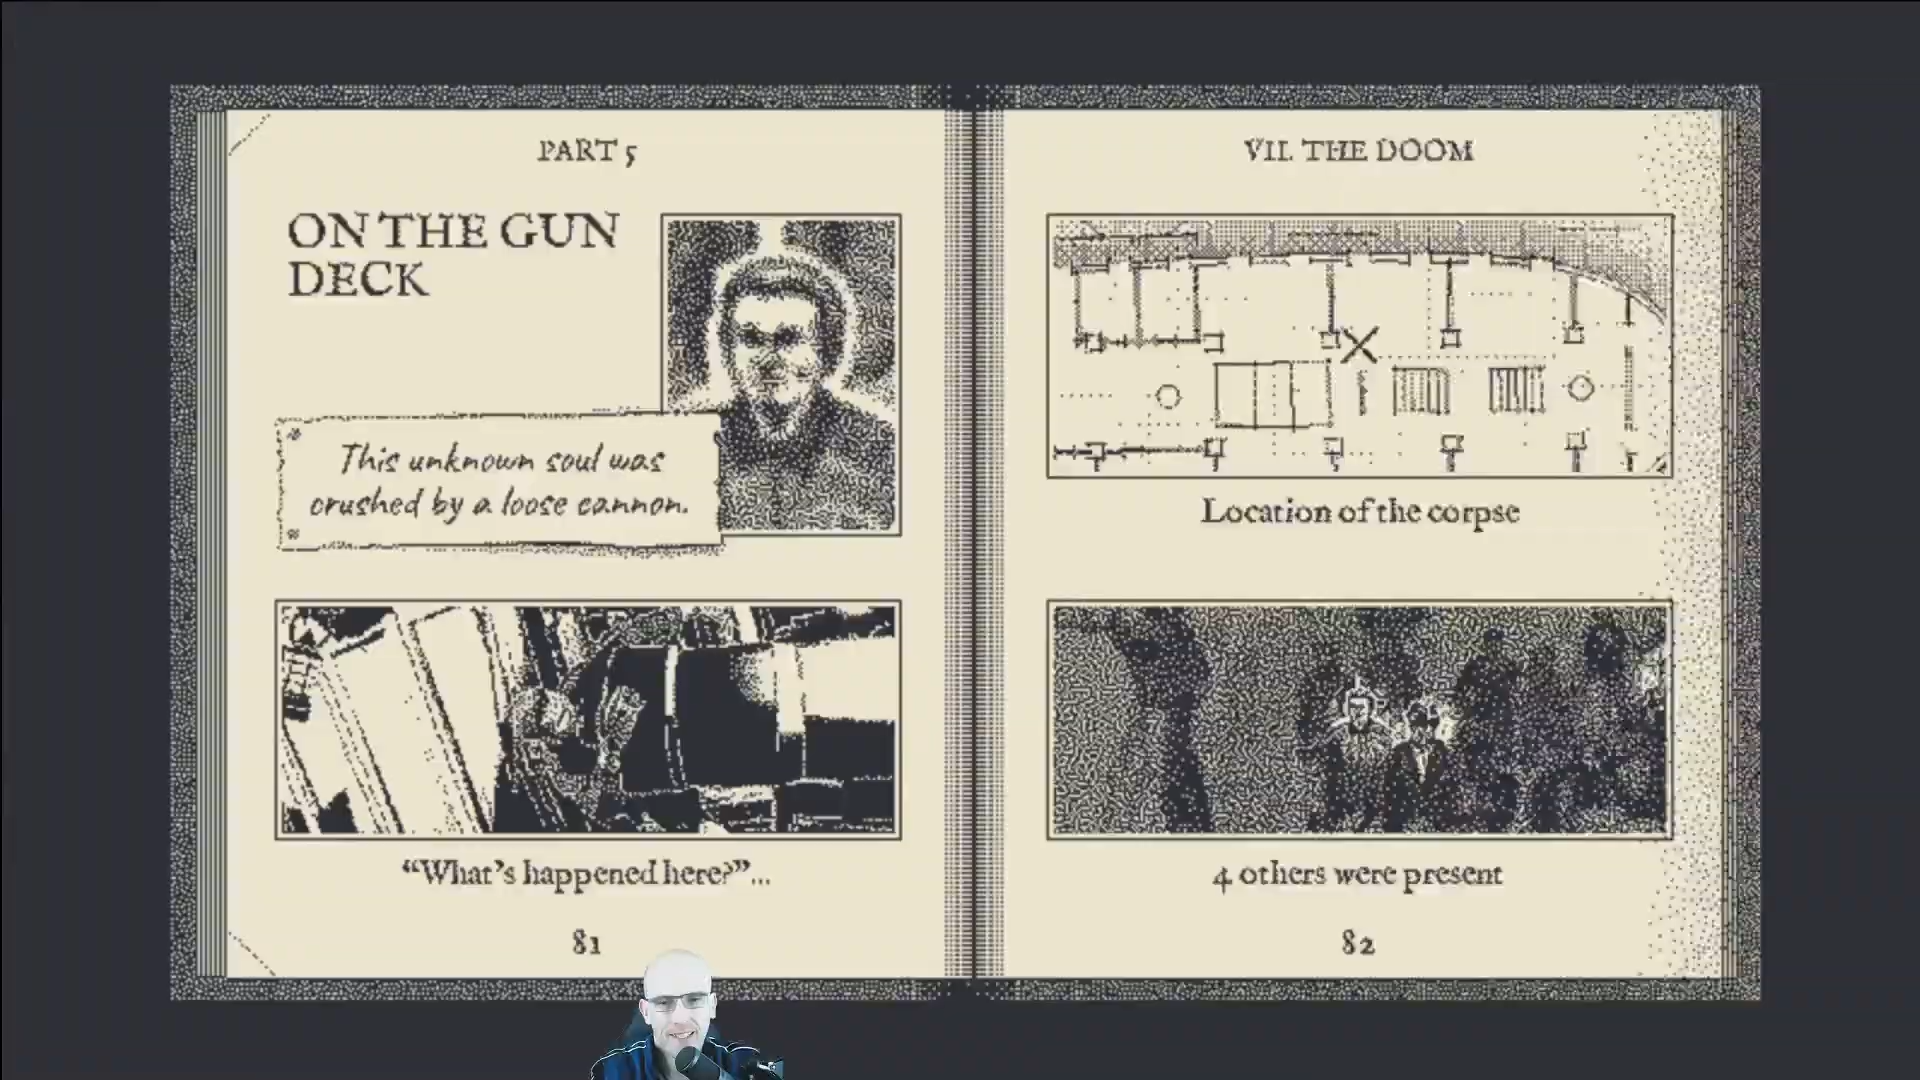 PART 5
ON THE GUN
DECK
This unknown soul was
crushed by a loose cannon.
“What’s happened here?”...
81
VII. THE DOOM
Location of the corpse
4 others were present
82